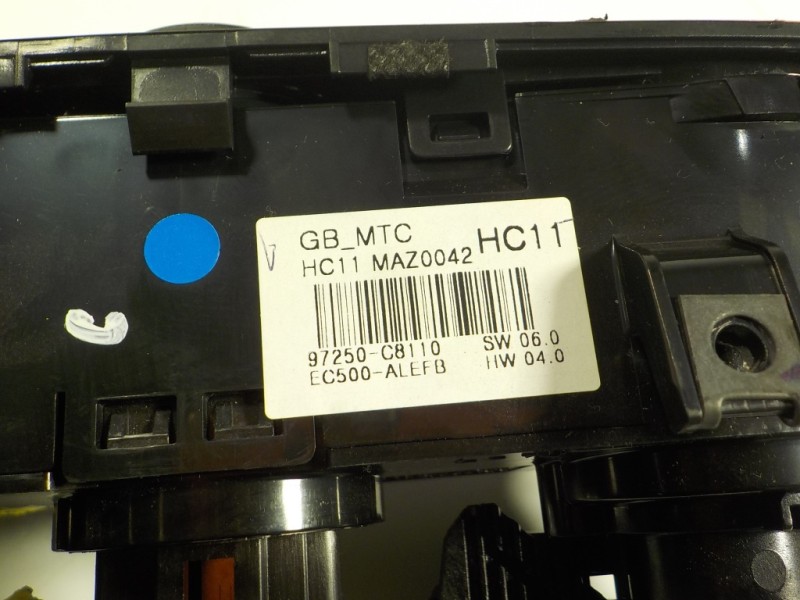 GB_MTC HC11
HC11 MAZ0042
97250-C8110 SW 06.0
EC500-ALEFB HW 04.0